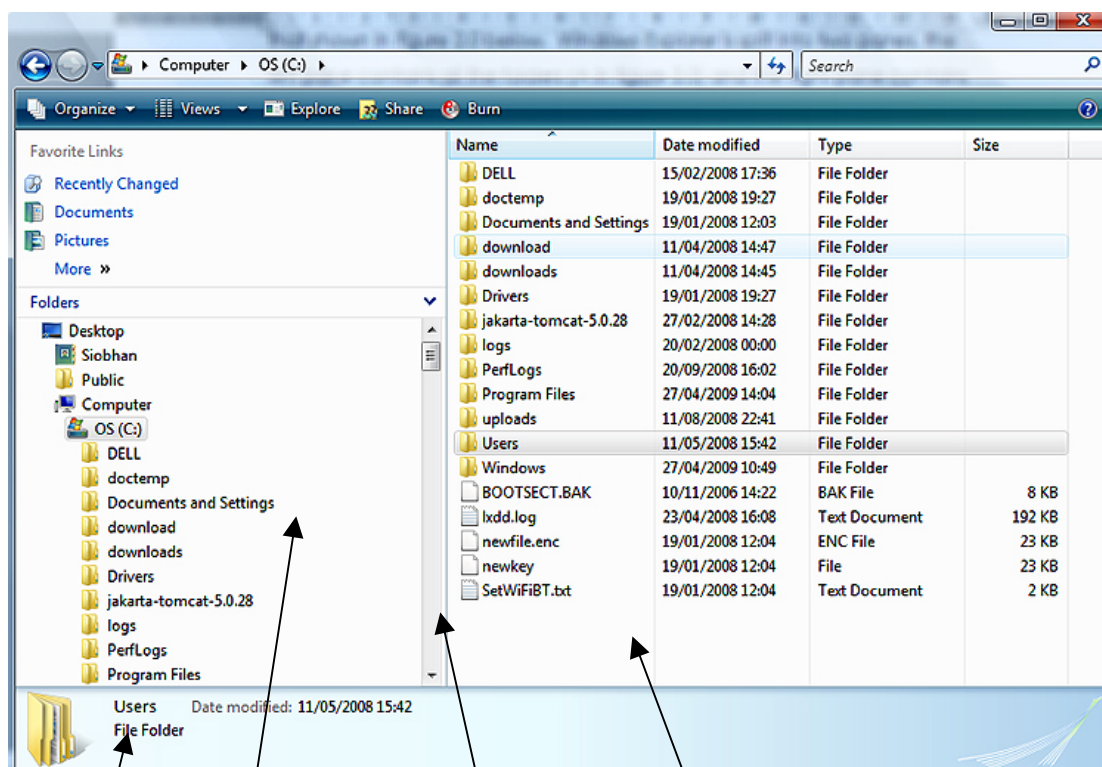 Computer OS (C:) Search
Organize Views Explore Share Burn
Favorite Links
Recently Changed
Documents
Pictures
More »
Folders
Desktop
Siobhan
Public
Computer
OS (C:)
DELL
doctemp
Documents and Settings
download
downloads
Drivers
jakarta-tomcat-5.0.28
logs
PerfLogs
Program Files
Name Date modified Type Size
DELL 15/02/2008 17:36 File Folder
doctemp 19/01/2008 19:27 File Folder
Documents and Settings 19/01/2008 12:03 File Folder
download 11/04/2008 14:47 File Folder
downloads 11/04/2008 14:45 File Folder
Drivers 19/01/2008 19:27 File Folder
jakarta-tomcat-5.0.28 27/02/2008 14:28 File Folder
logs 20/02/2008 00:00 File Folder
PerfLogs 20/09/2008 16:02 File Folder
Program Files 27/04/2009 14:04 File Folder
uploads 11/08/2008 22:41 File Folder
Users 11/05/2008 15:42 File Folder
Windows 27/04/2009 10:49 File Folder
BOOTSECT.BAK 10/11/2006 14:22 BAK File 8 KB
lxdd.log 23/04/2008 16:08 Text Document 192 KB
newfile.enc 19/01/2008 12:04 ENC File 23 KB
newkey 19/01/2008 12:04 File 23 KB
SetWiFiBT.txt 19/01/2008 12:04 Text Document 2 KB
Users Date modified: 11/05/2008 15:42
File Folder